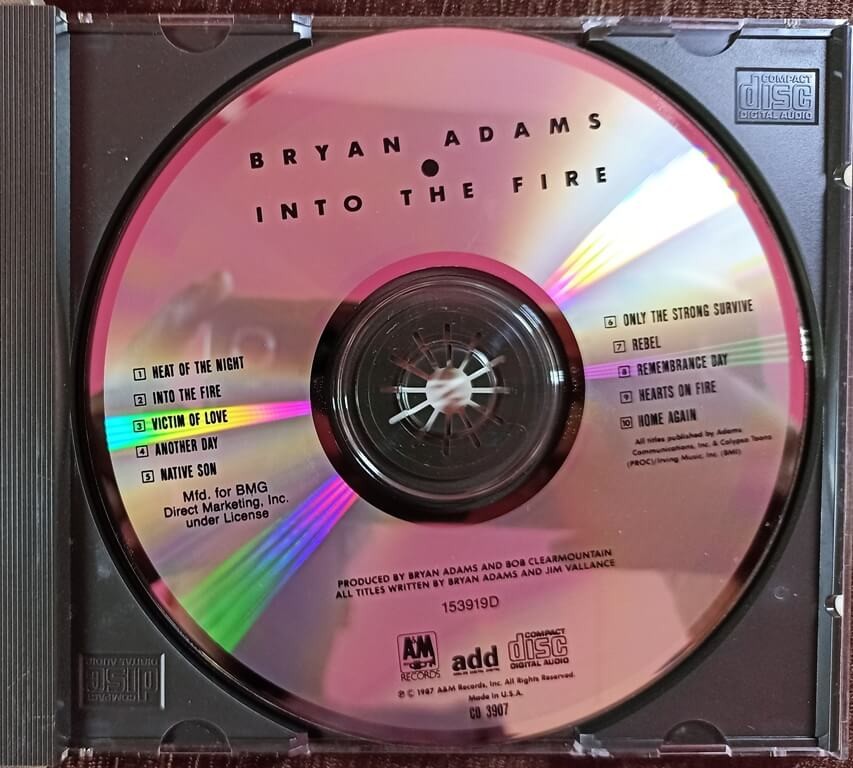 COMPACT
disc
DIGITAL AUDIO
BRYAN ADAMS
INTO THE FIRE
1 HEAT OF THE NIGHT
2 INTO THE FIRE
3 VICTIM OF LOVE
4 ANOTHER DAY
5 NATIVE SON
Mfd. for BMG
Direct Marketing, Inc.
under License
6 ONLY THE STRONG SURVIVE
7 REBEL
8 REMEMBRANCE DAY
9 HEARTS ON FIRE
10 HOME AGAIN
All titles published by Adams
Communications, Inc. & Calypso Toonz
(PROC)/Irving Music, Inc. (BMI)
PRODUCED BY BRYAN ADAMS AND BOB CLEARMOUNTAIN
ALL TITLES WRITTEN BY BRYAN ADAMS AND JIM VALLANCE
153919D
A&M
RECORDS
add
COMPACT
disc
DIGITAL AUDIO
℗ © 1987 A&M Records, Inc. All Rights Reserved.
Made in U.S.A.
CD 3907
COMPACT
disc
DIGITAL AUDIO